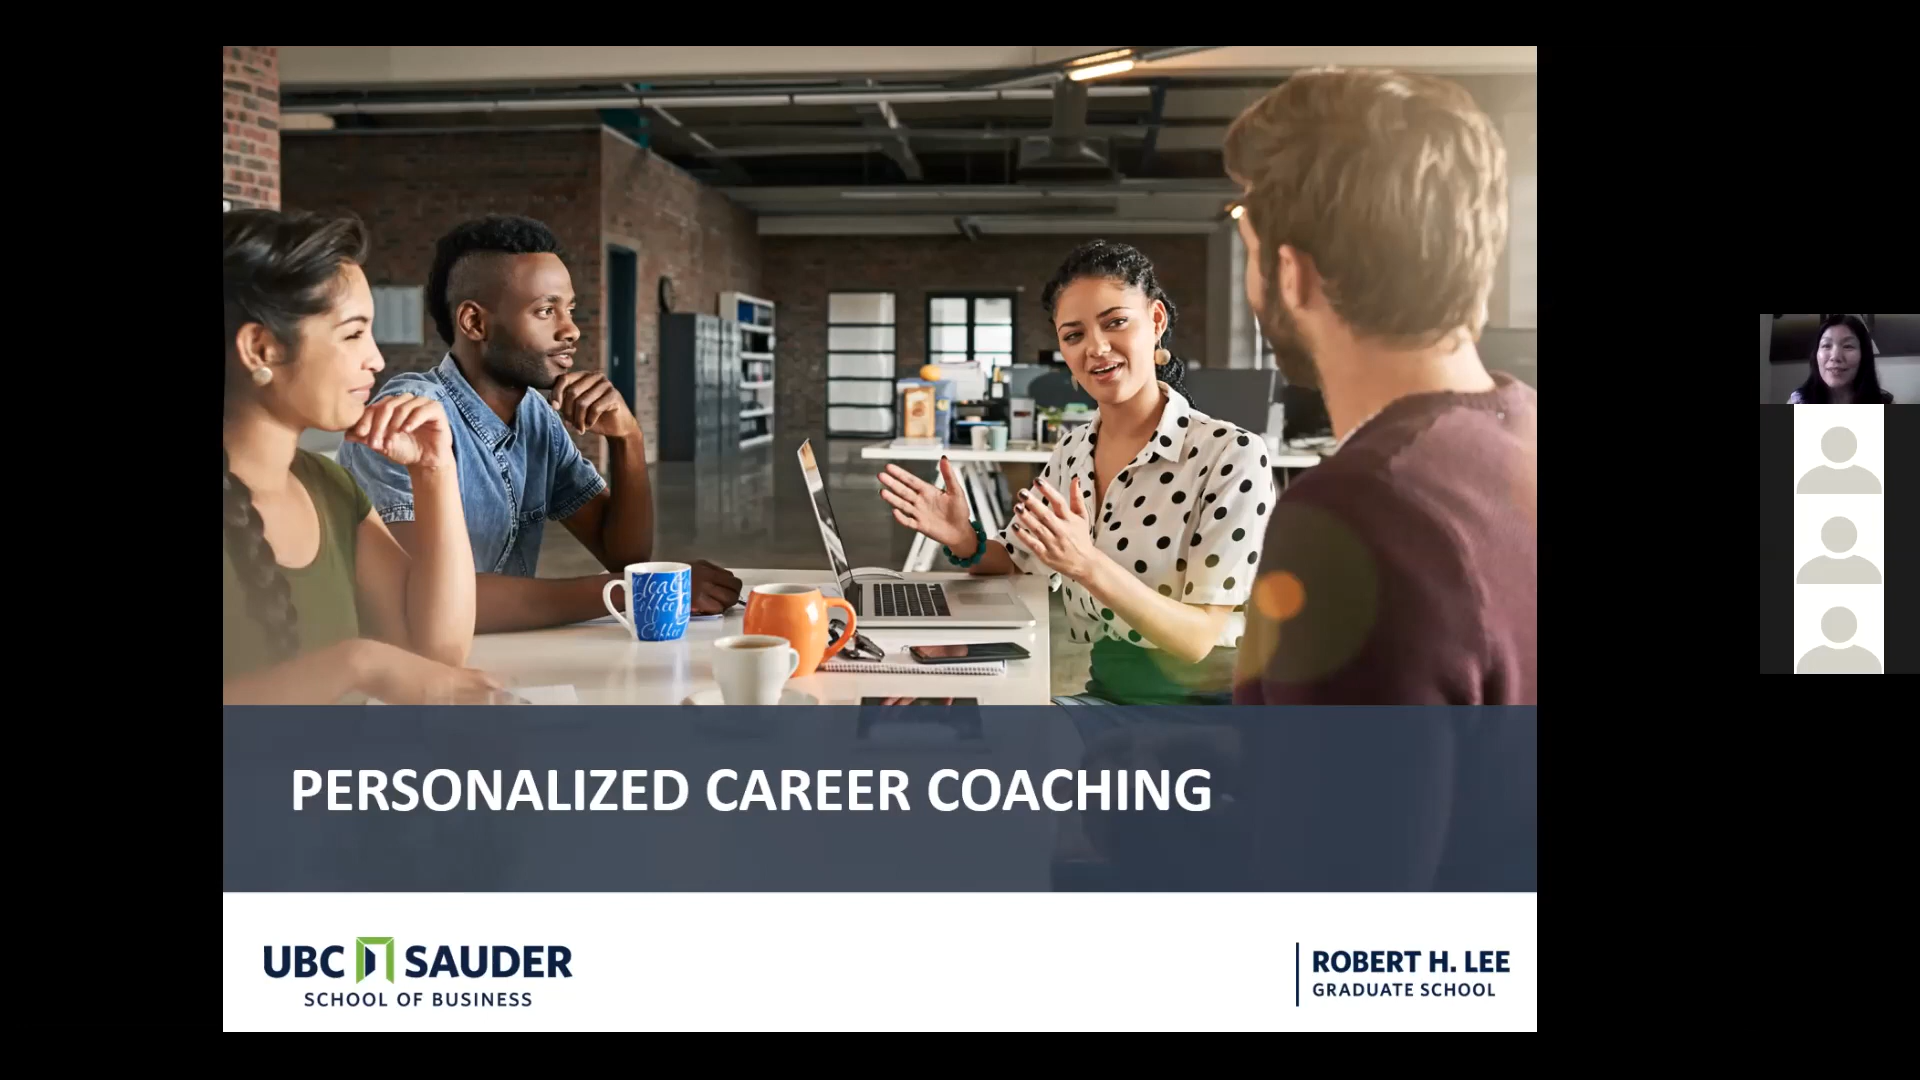 PERSONALIZED CAREER COACHING
UBC SAUDER
SCHOOL OF BUSINESS
ROBERT H. LEE
GRADUATE SCHOOL